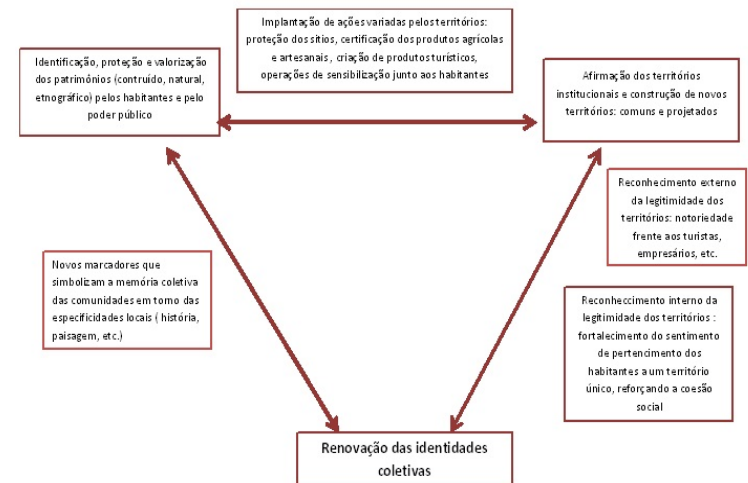 Implantação de ações variadas pelos territórios:
proteção dos sitios, certificação dos produtos agrícolas
e artesanais, criação de produtos turísticos,
operações de sensibilização junto aos habitantes
Identificação, proteção e valorização
dos patrimónios (contruído, natural,
etnográfico) pelos habitantes e pelo
poder público
Afirmação dos territórios
institucionais e construção de novos
territórios: comuns e projetados
Reconhecimento externo
da legitimidade dos
territórios: notoriedade
frente aos turistas,
empresários, etc.
Novos marcadores que
simbolizam a memória coletiva
das comunidades em torno das
especificidades locais ( história,
paisagem, etc.)
Reconheccimento interno da
legitimidade dos territórios :
fortalecimento do sentimento
de pertencimento dos
habitantes a um território
único, reforçando a coesão
social
Renovação das identidades
coletivas